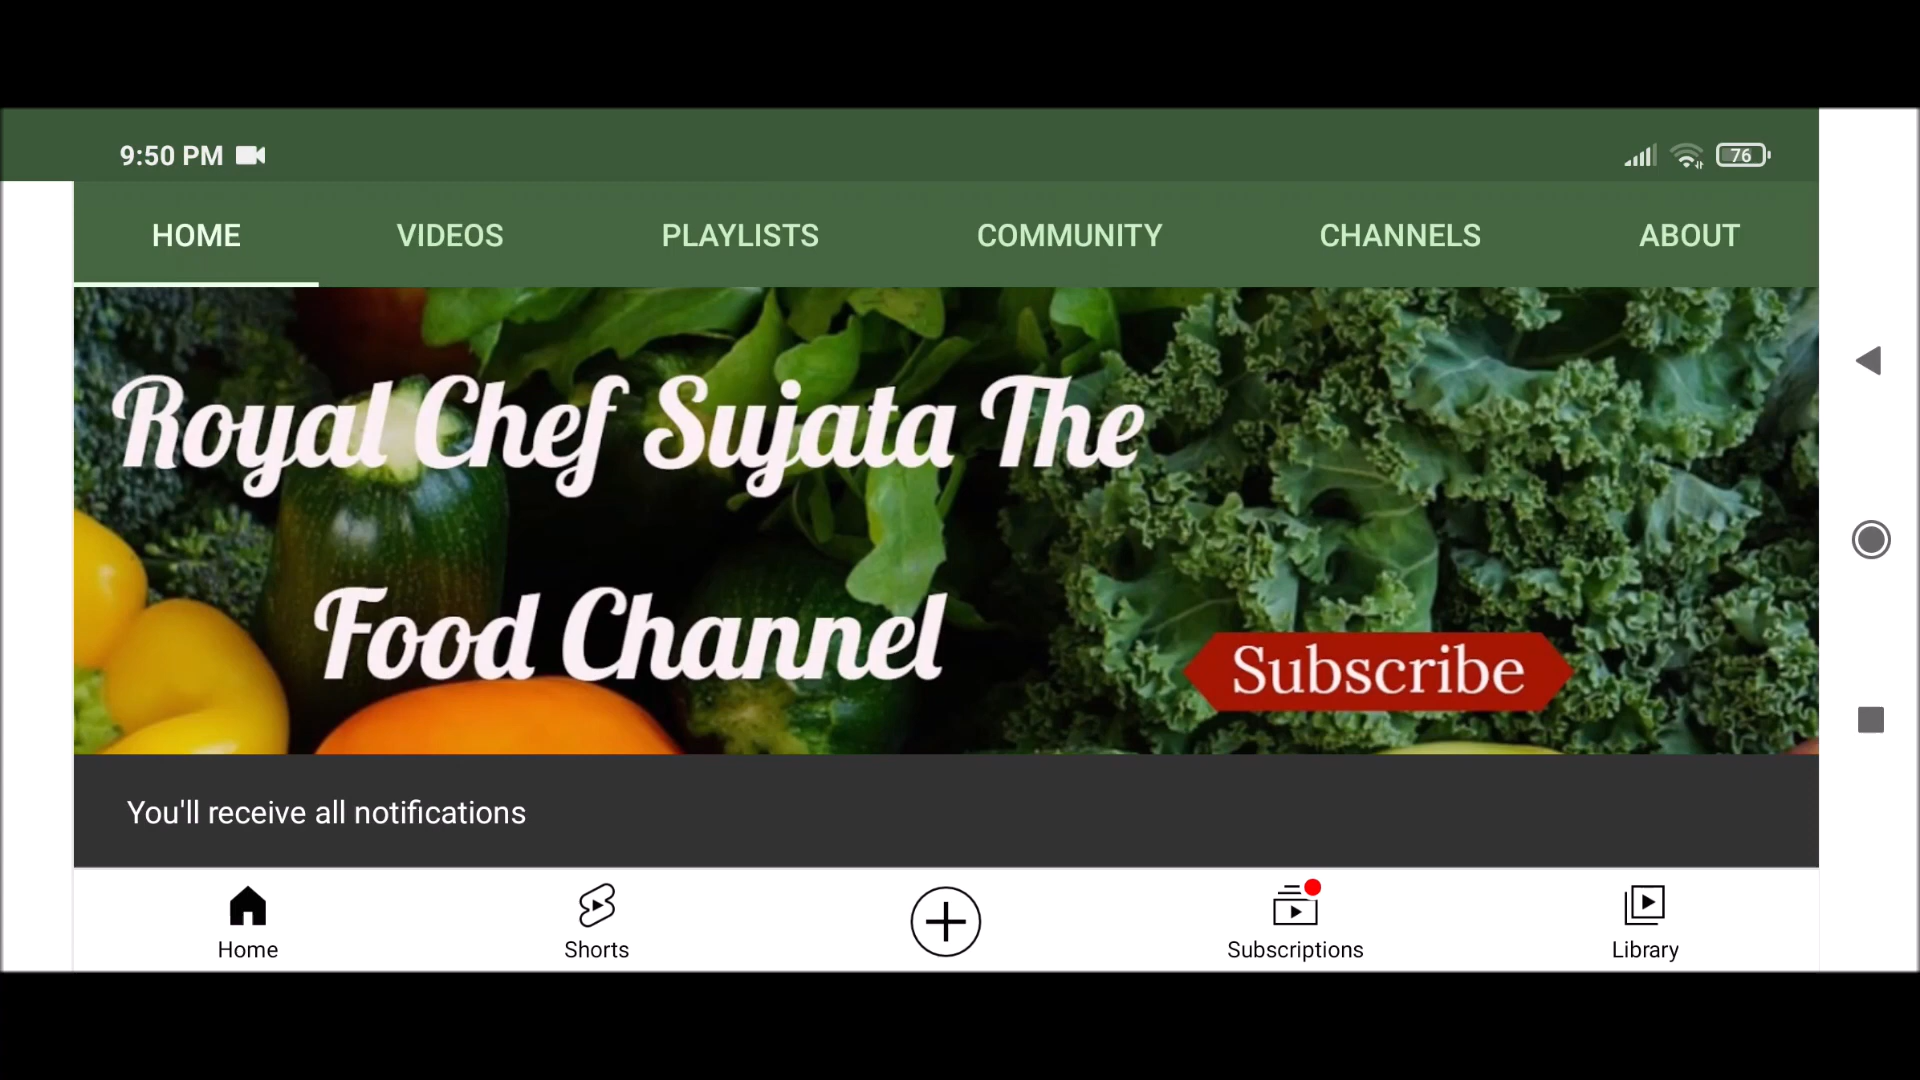 9:50 PM
76
HOME VIDEOS PLAYLISTS COMMUNITY CHANNELS ABOUT
Royal Chef Sujata The
Food Channel
Subscribe
You'll receive all notifications
Home Shorts Subscriptions Library